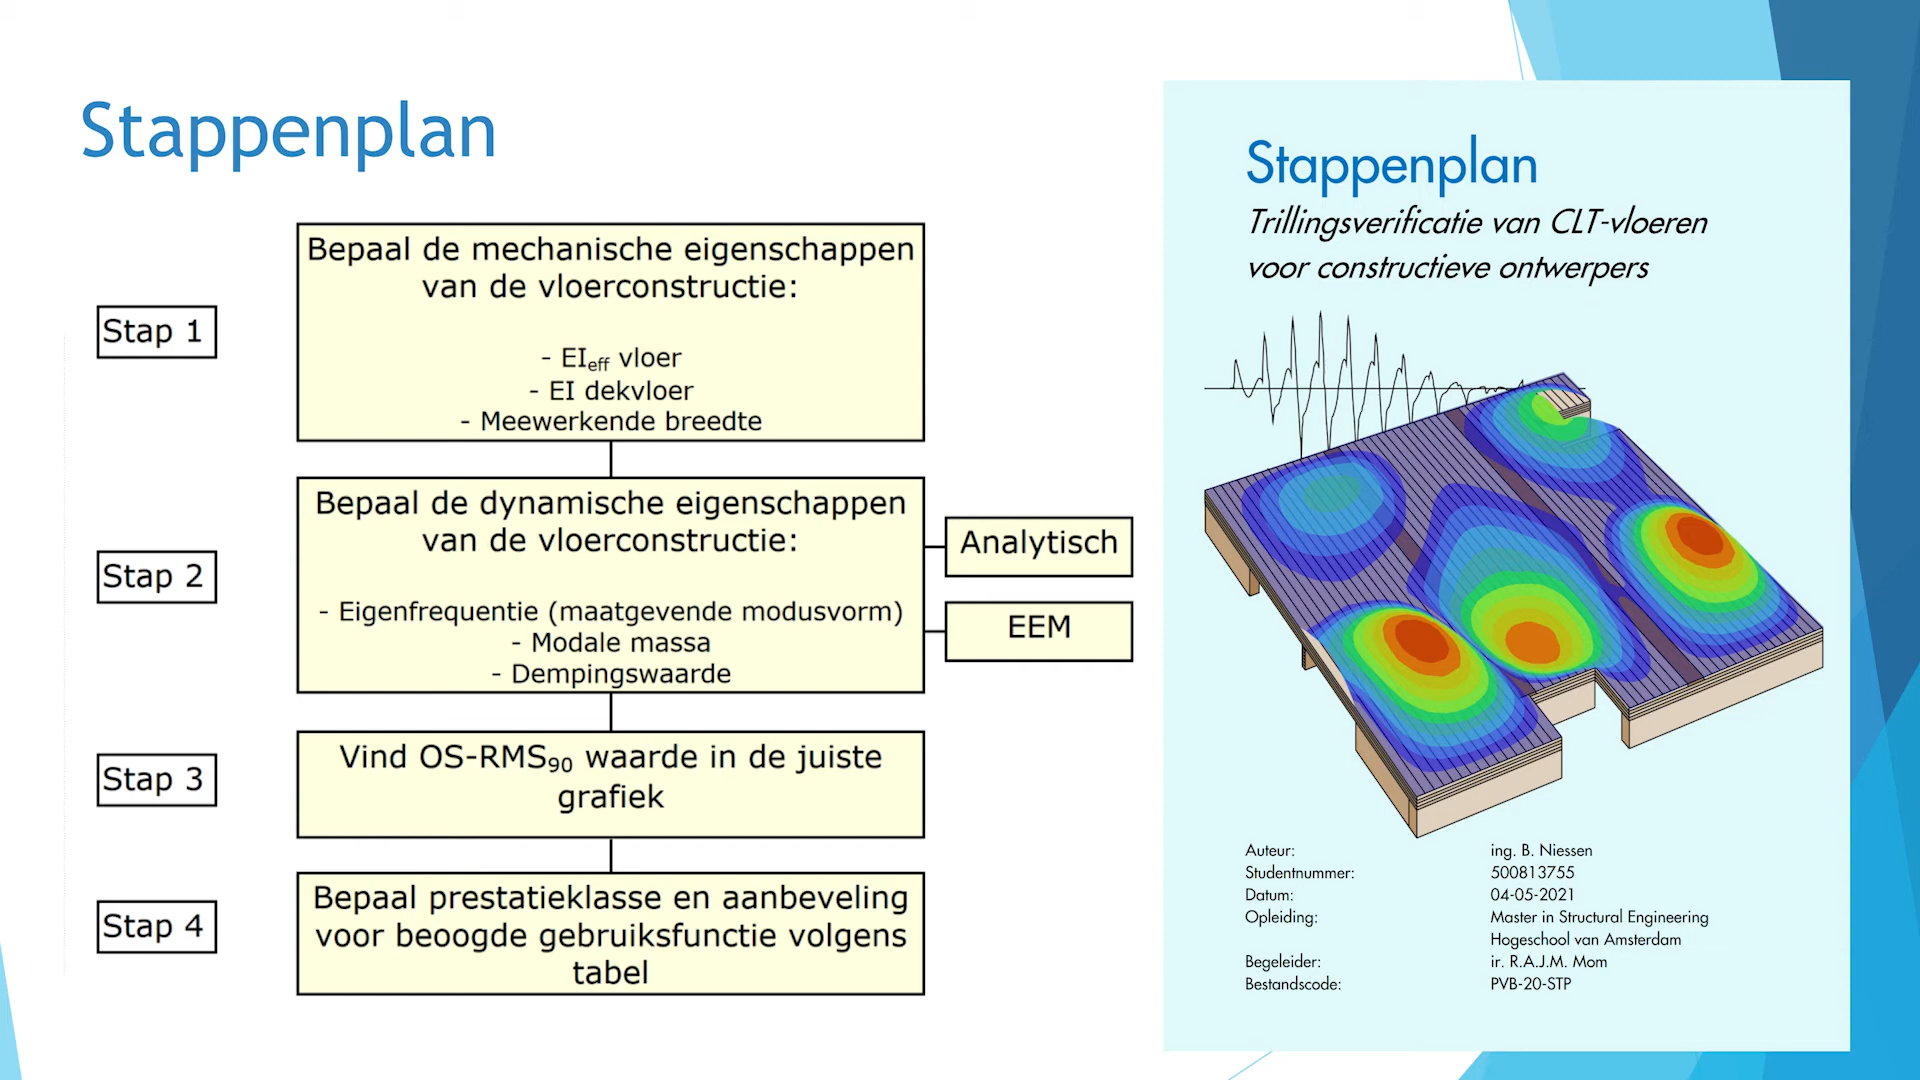 Stappenplan
Stap 1
Bepaal de mechanische eigenschappen
van de vloerconstructie:
- EIeff vloer
- EI dekvloer
- Meewerkende breedte
Stap 2
Bepaal de dynamische eigenschappen
van de vloerconstructie:
- Eigenfrequentie (maatgevende modusvorm)
- Modale massa
- Dempingswaarde
Analytisch
EEM
Stap 3
Vind OS-RMS90 waarde in de juiste
grafiek
Stap 4
Bepaal prestatieklasse en aanbeveling
voor beoogde gebruiksfunctie volgens
tabel
Stappenplan
Trillingsverificatie van CLT-vloeren
voor constructieve ontwerpers
Auteur: ing. B. Niessen
Studentnummer: 500813755
Datum: 04-05-2021
Opleiding: Master in Structural Engineering
Hogeschool van Amsterdam
Begeleider: ir. R.A.J.M. Mom
Bestandscode: PVB-20-STP